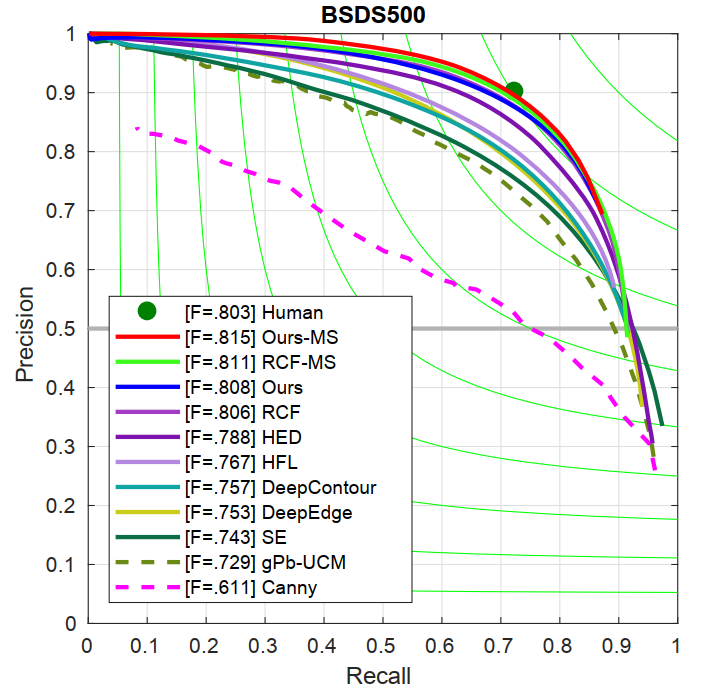 BSDS500
1
0.9
0.8
0.7
0.6
0.5
0.4
0.3
0.2
0.1
0
Precision
[F=.803] Human
[F=.815] Ours-MS
[F=.811] RCF-MS
[F=.808] Ours
[F=.806] RCF
[F=.788] HED
[F=.767] HFL
[F=.757] DeepContour
[F=.753] DeepEdge
[F=.743] SE
[F=.729] gPb-UCM
[F=.611] Canny
0 0.1 0.2 0.3 0.4 0.5 0.6 0.7 0.8 0.9 1
Recall